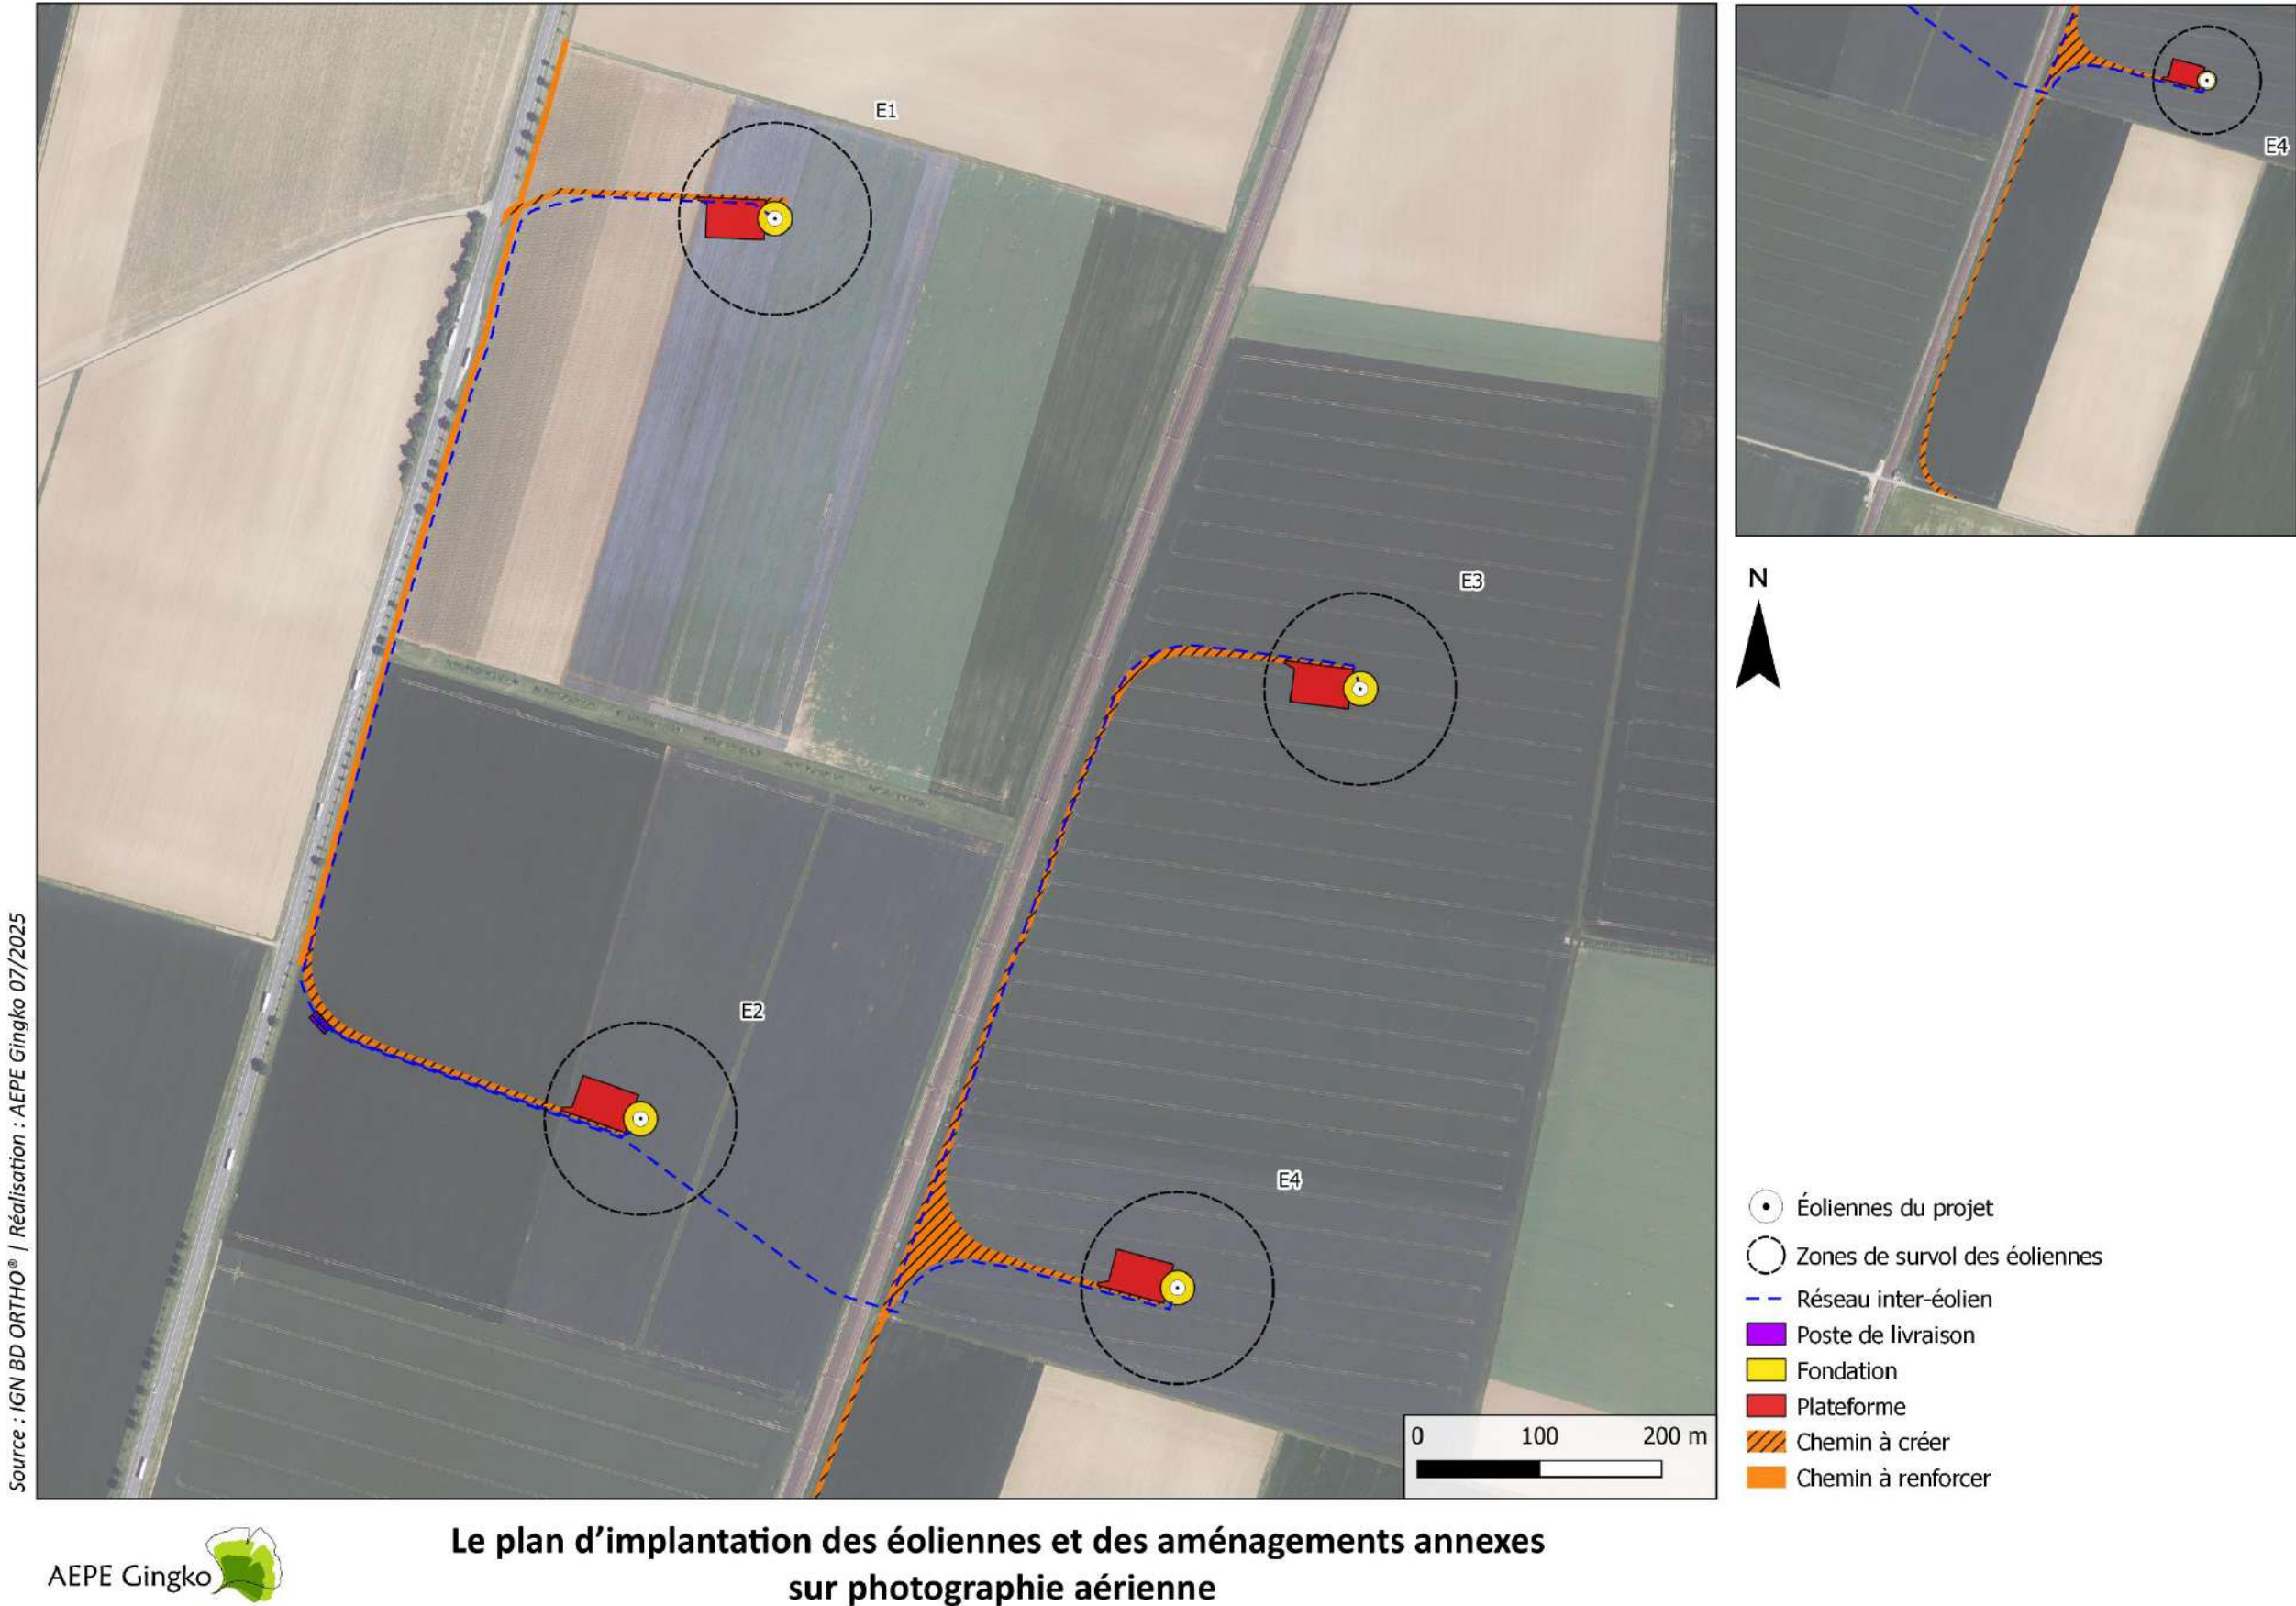 E1
E4
N
E3
E2
E4
Source : IGN BD ORTHO® | Réalisation : AEPE Gingko 07/2025
Éoliennes du projet
Zones de survol des éoliennes
Réseau inter-éolien
Poste de livraison
Fondation
Plateforme
Chemin à créer
Chemin à renforcer
0 100 200 m
AEPE Gingko
Le plan d’implantation des éoliennes et des aménagements annexes
sur photographie aérienne